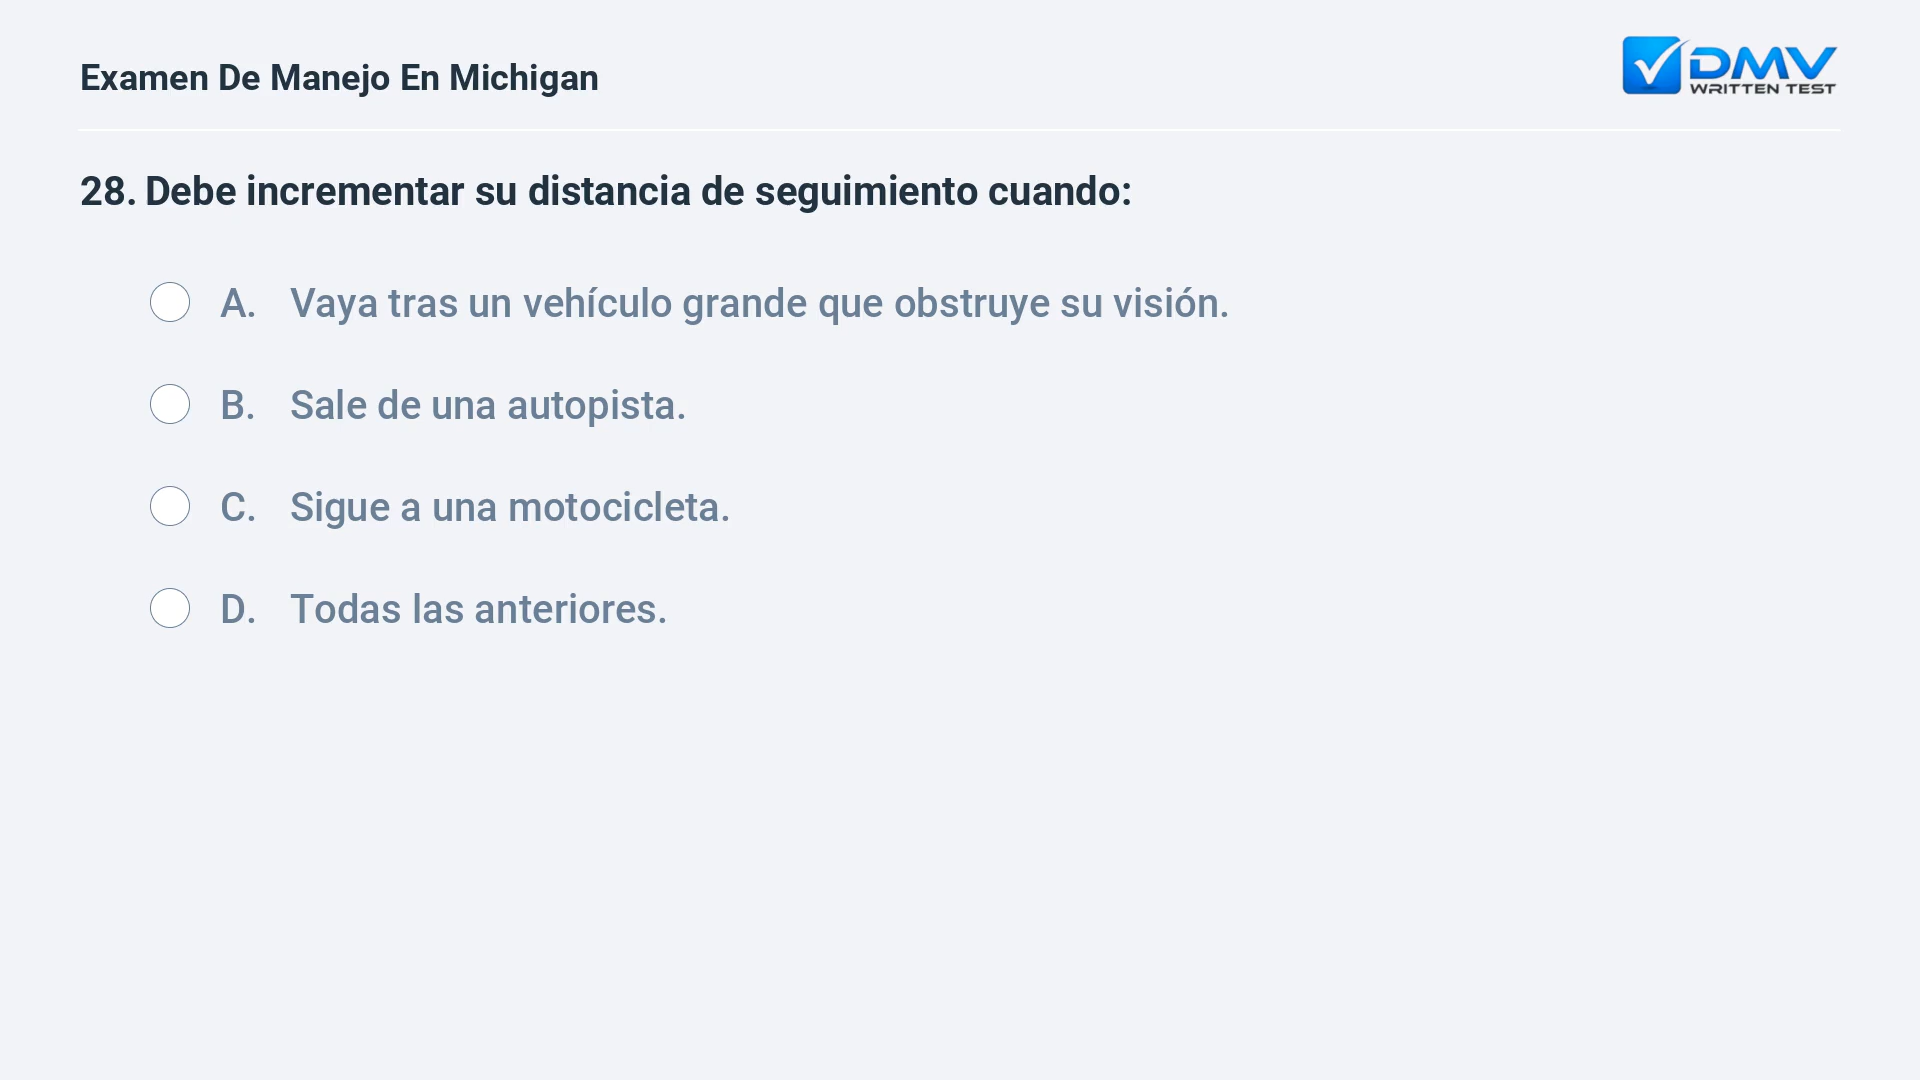 Examen De Manejo En Michigan
DMV
WRITTEN TEST
28. Debe incrementar su distancia de seguimiento cuando:
A. Vaya tras un vehículo grande que obstruye su visión.
B. Sale de una autopista.
C. Sigue a una motocicleta.
D. Todas las anteriores.